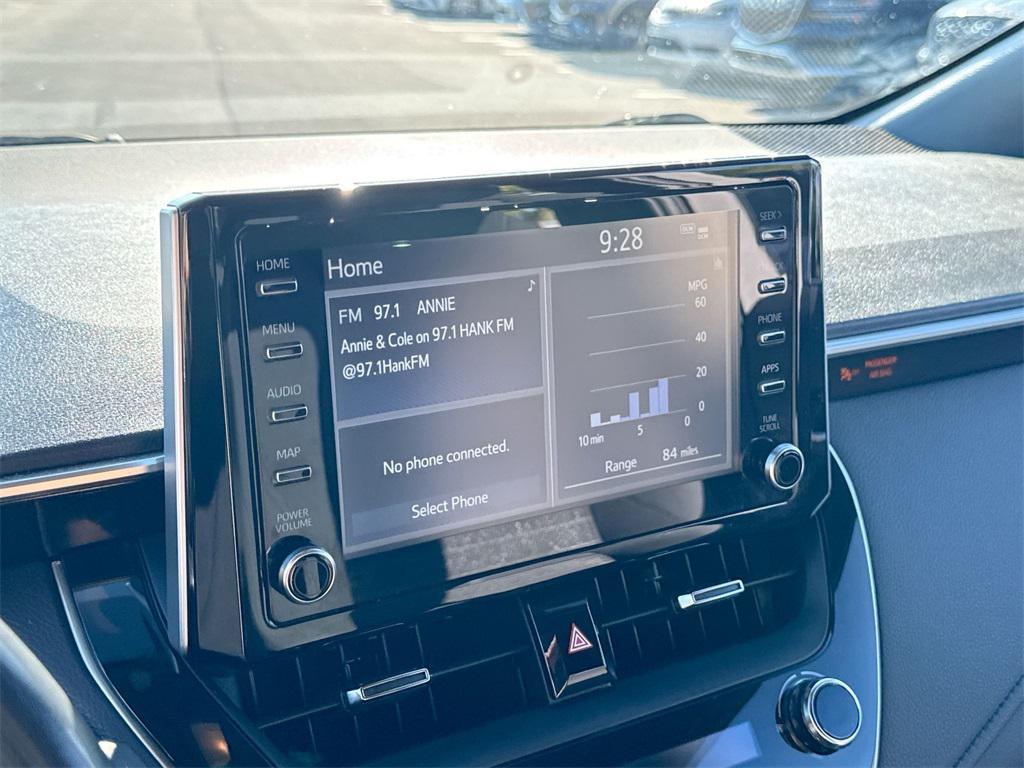 HOME
MENU
AUDIO
MAP
POWER
VOLUME
Home
9:28
DCM
DCM
FM 97.1 ANNIE
Annie & Cole on 97.1 HANK FM
@97.1HankFM
No phone connected.
Select Phone
MPG
60
40
20
0
10 min 5 0
Range 84 miles
SEEK >
PHONE
APPS
TUNE
SCROLL
PASSENGER
AIR BAG